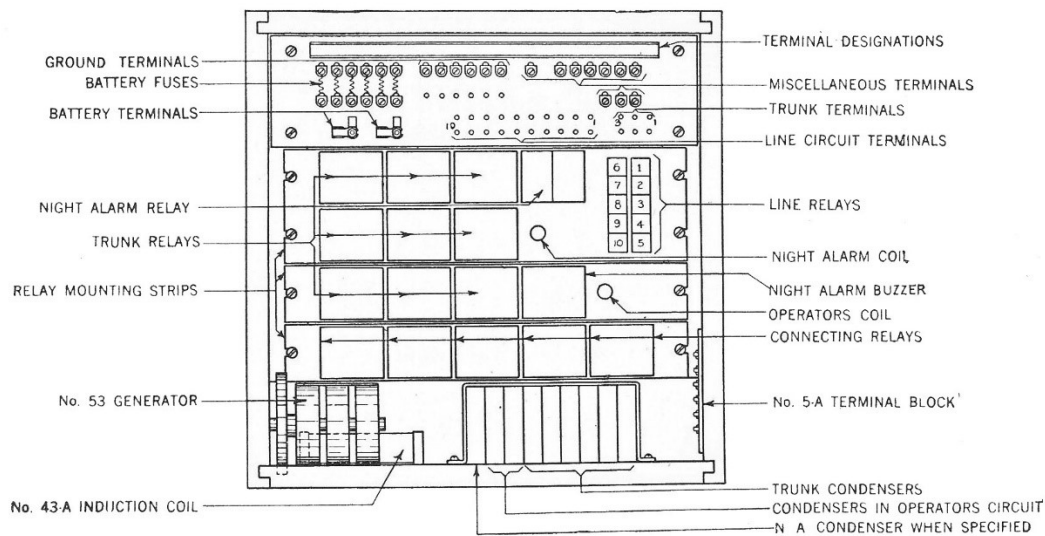 TERMINAL DESIGNATIONS
GROUND TERMINALS
BATTERY FUSES
MISCELLANEOUS TERMINALS
BATTERY TERMINALS
TRUNK TERMINALS
10 1 3 1
LINE CIRCUIT TERMINALS
6 1
7 2
8 3
9 4
10 5
NIGHT ALARM RELAY
LINE RELAYS
TRUNK RELAYS
NIGHT ALARM COIL
RELAY MOUNTING STRIPS
NIGHT ALARM BUZZER
OPERATORS COIL
CONNECTING RELAYS
No. 53 GENERATOR
No. 5-A TERMINAL BLOCK
TRUNK CONDENSERS
No. 43-A INDUCTION COIL
CONDENSERS IN OPERATORS CIRCUIT
N A CONDENSER WHEN SPECIFIED